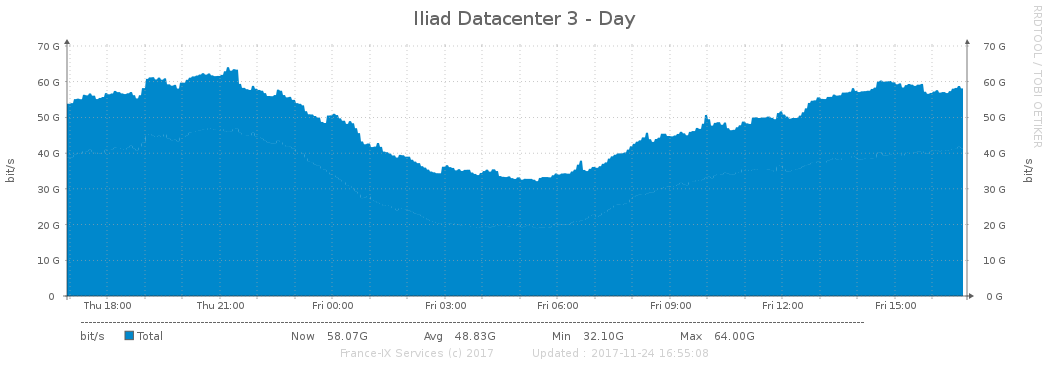 Iliad Datacenter 3 - Day
RRDTOOL / TOBI OETIKER
70 G 70 G
60 G 60 G
50 G 50 G
40 G 40 G
30 G 30 G
20 G 20 G
10 G 10 G
0 0 G
bit/s bit/s
Thu 18:00 Thu 21:00 Fri 00:00 Fri 03:00 Fri 06:00 Fri 09:00 Fri 12:00 Fri 15:00
bit/s Total Now 58.07G Avg 48.83G Min 32.10G Max 64.00G
France-IX Services (c) 2017 Updated : 2017-11-24 16:55:08